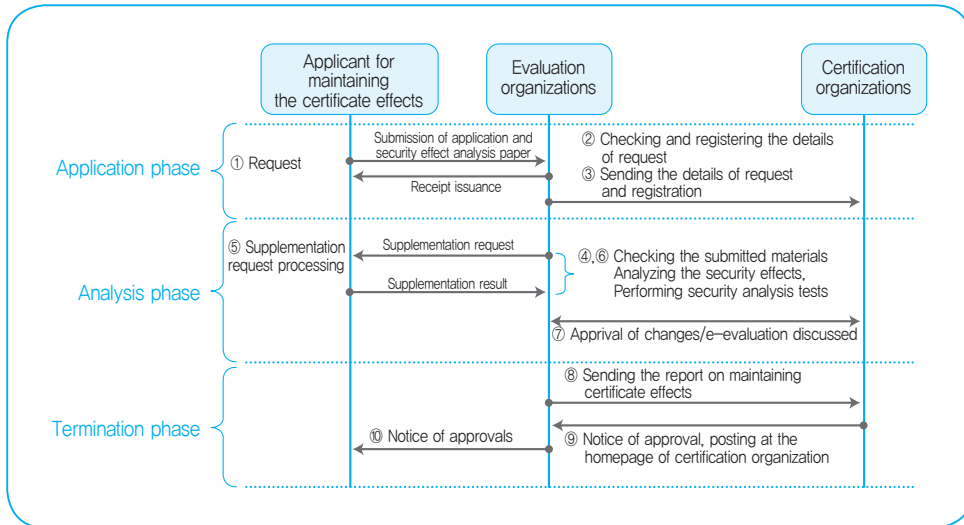 Applicant for
maintaining
the certificate effects
Evaluation
organizations
Certification
organizations
Application phase
① Request
Submission of application and
security effect analysis paper
Receipt issuance
② Checking and registering the details
of request
③ Sending the details of request
and registration
Analysis phase
⑤ Supplementation
request processing
Supplementation request
Supplementation result
④,⑥ Checking the submitted materials
Analyzing the security effects,
Performing security analysis tests
⑦ Apprival of changes/e-evaluation discussed
Termination phase
⑧ Sending the report on maintaining
certificate effects
⑩ Notice of approvals
⑨ Notice of approval, posting at the
homepage of certification organization